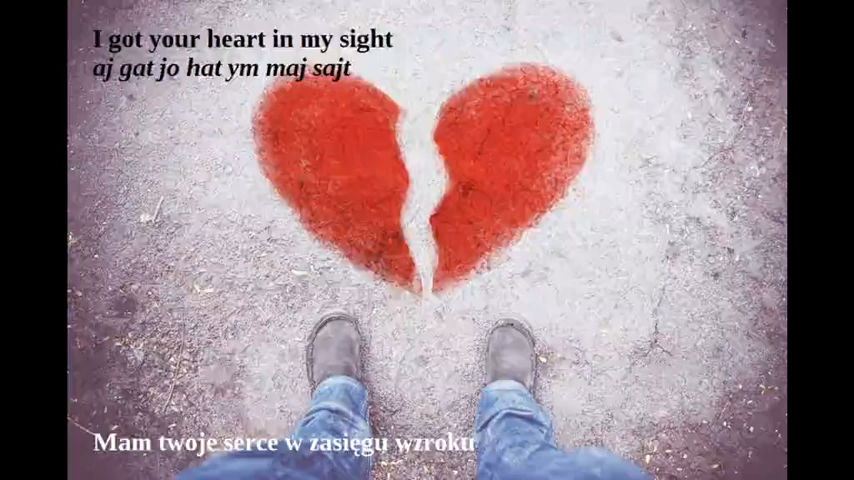 I got your heart in my sight
aj gat jo hat ym maj sajt
Mam twoje serce w zasięgu wzroku